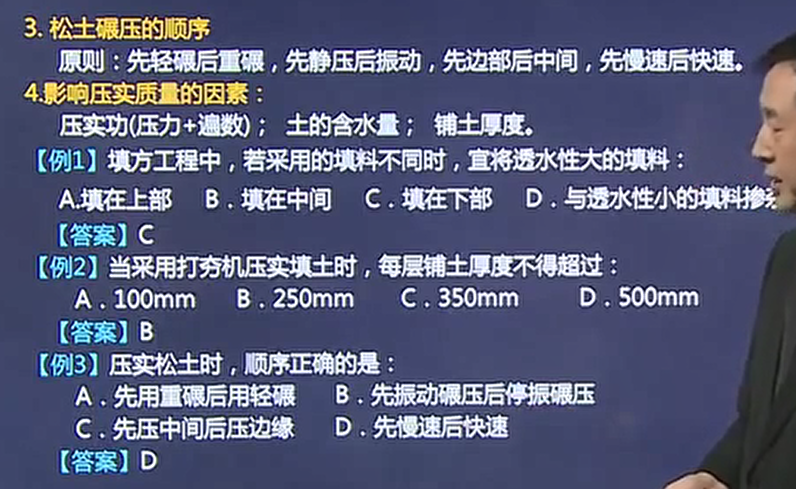 3. 松土碾压的顺序
原则：先轻碾后重碾，先静压后振动，先边部后中间，先慢速后快速。
4.影响压实质量的因素：
压实功(压力+遍数)； 土的含水量； 铺土厚度。
【例1】填方工程中，若采用的填料不同时，宜将透水性大的填料：
A.填在上部 B．填在中间 C．填在下部 D．与透水性小的填料掺
【答案】C
【例2】当采用打夯机压实填土时，每层铺土厚度不得超过：
A．100mm B．250mm C．350mm D．500mm
【答案】B
【例3】压实松土时，顺序正确的是：
A．先用重碾后用轻碾 B．先振动碾压后停振碾压
C．先压中间后压边缘 D．先慢速后快速
【答案】D